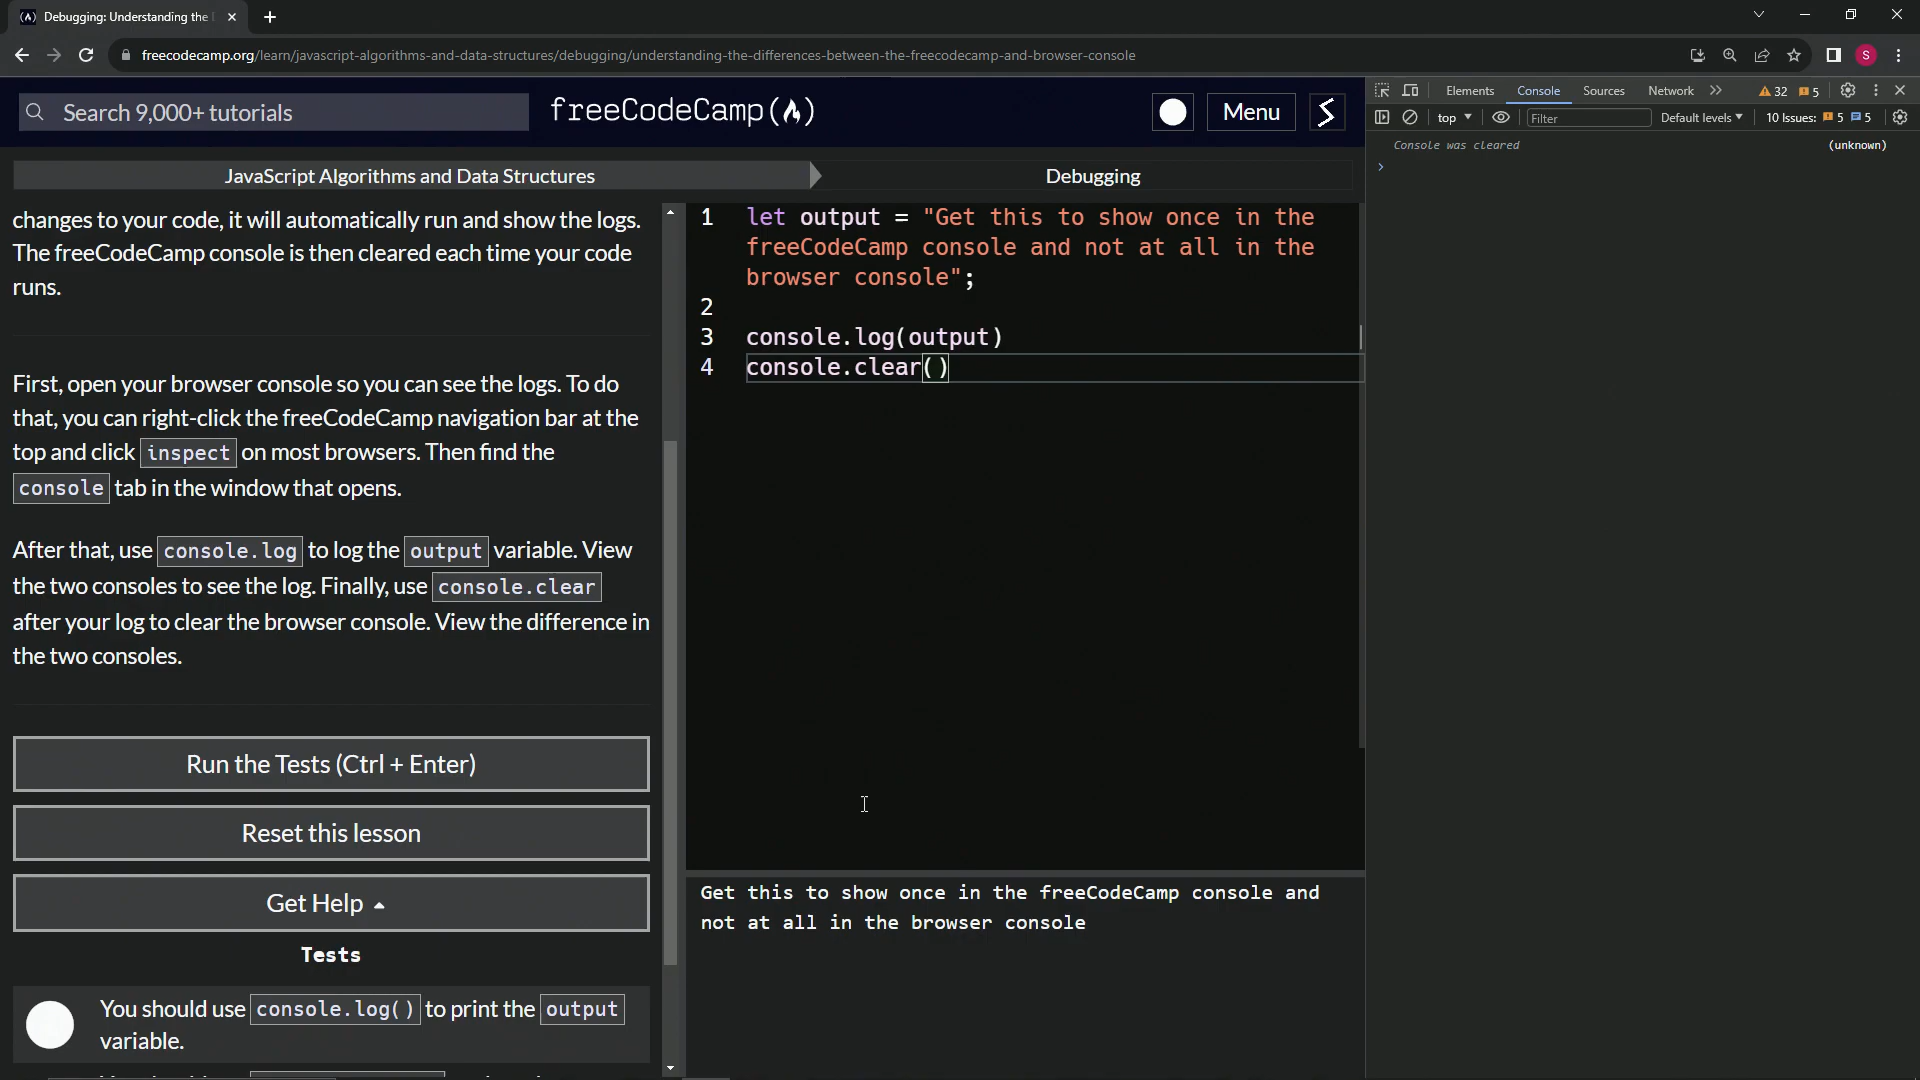 Debugging: Understanding the
freecodecamp.org/learn/javascript-algorithms-and-data-structures/debugging/understanding-the-differences-between-the-freecodecamp-and-browser-console
S
Search 9,000+ tutorials
freeCodeCamp
Menu
Elements Console Sources Network 32 5
top Filter Default levels 10 Issues: 5 5
Console was cleared (unknown)
JavaScript Algorithms and Data Structures Debugging
changes to your code, it will automatically run and show the logs.
The freeCodeCamp console is then cleared each time your code
runs.
First, open your browser console so you can see the logs. To do
that, you can right-click the freeCodeCamp navigation bar at the
top and click inspect on most browsers. Then find the
console tab in the window that opens.
After that, use console.log to log the output variable. View
the two consoles to see the log. Finally, use console.clear
after your log to clear the browser console. View the difference in
the two consoles.
Run the Tests (Ctrl + Enter)
Reset this lesson
Get Help
Tests
You should use console.log() to print the output
variable.
1 let output = "Get this to show once in the
freeCodeCamp console and not at all in the
browser console";
2
3 console.log(output)
4 console.clear()
Get this to show once in the freeCodeCamp console and
not at all in the browser console